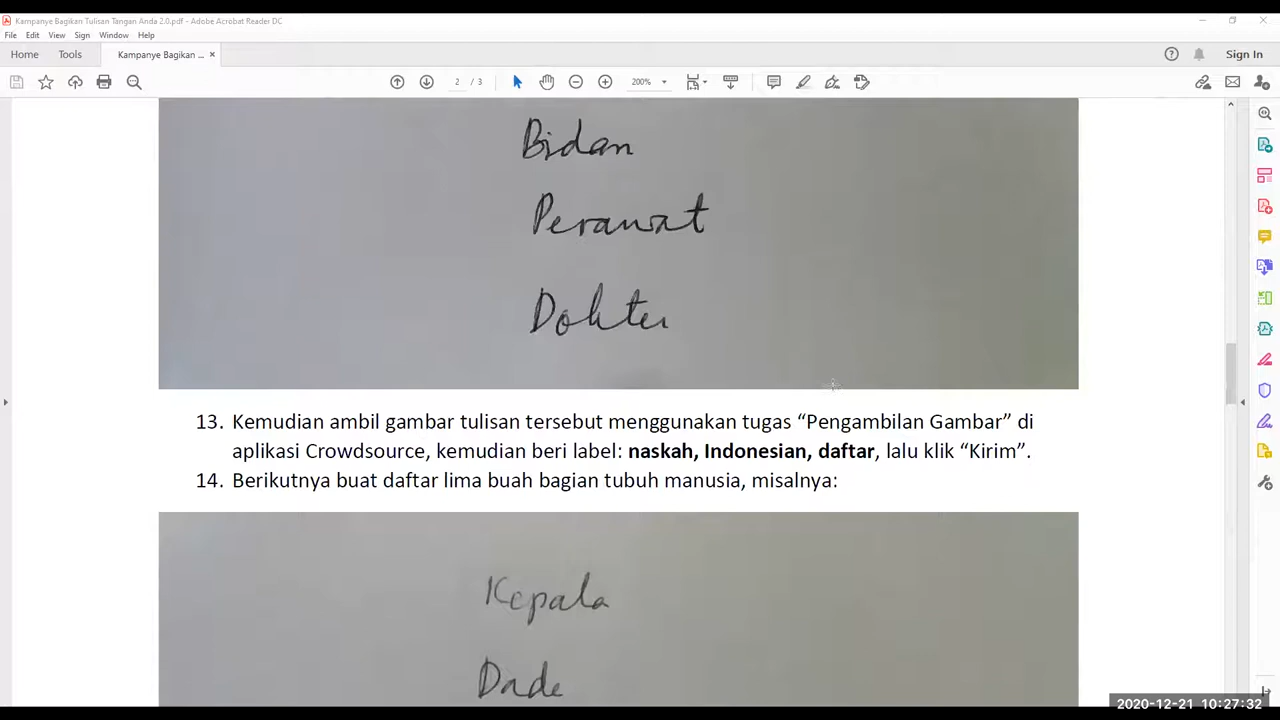 Kampanye Bagikan Tulisan Tangan Anda 2.0.pdf - Adobe Acrobat Reader DC
File Edit View Sign Window Help
Home Tools Kampanye Bagikan ... × Sign In
2 / 3 200%
Bidan
Perawat
Dokter
13. Kemudian ambil gambar tulisan tersebut menggunakan tugas “Pengambilan Gambar” di
aplikasi Crowdsource, kemudian beri label: naskah, Indonesian, daftar, lalu klik “Kirim”.
14. Berikutnya buat daftar lima buah bagian tubuh manusia, misalnya:
Kepala
Dade
2020-12-21 10:27:32